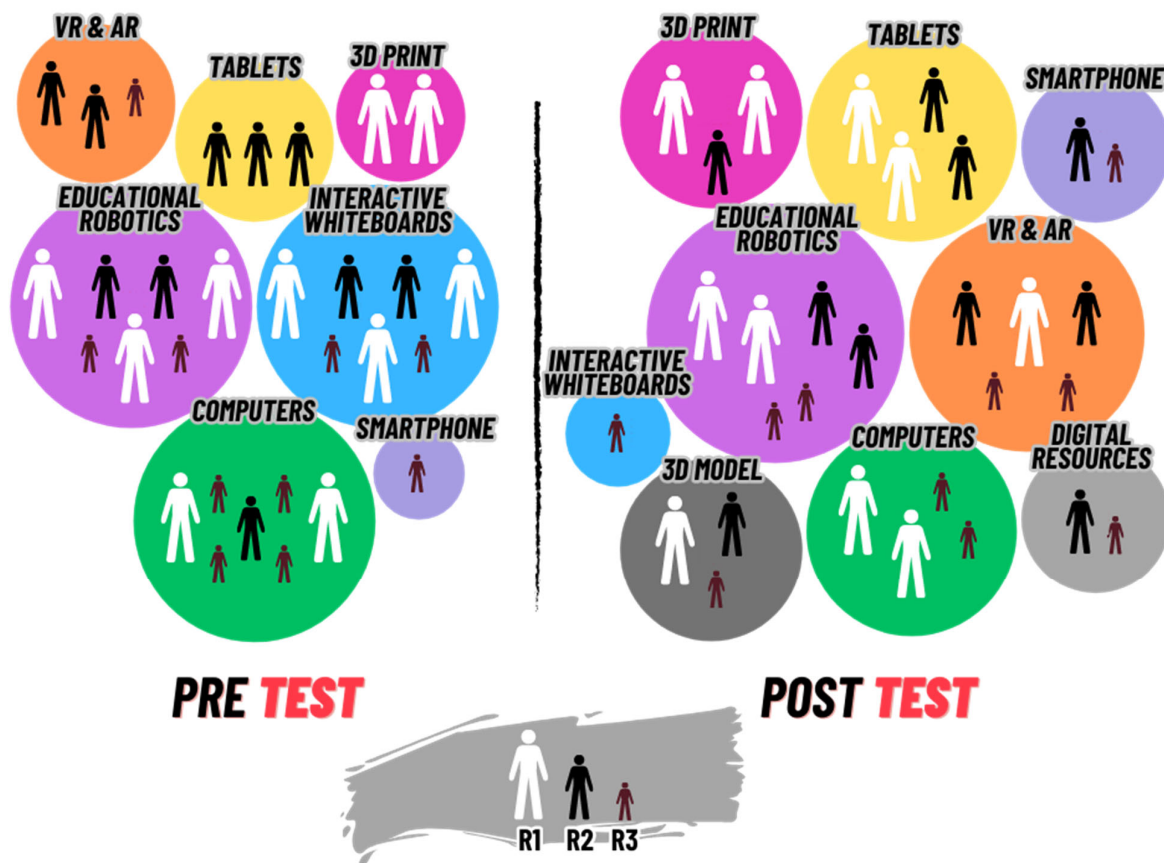 VR & AR
TABLETS
3D PRINT
EDUCATIONAL
ROBOTICS
INTERACTIVE
WHITEBOARDS
COMPUTERS
SMARTPHONE
PRE TEST
3D PRINT
TABLETS
SMARTPHONE
EDUCATIONAL
ROBOTICS
VR & AR
INTERACTIVE
WHITEBOARDS
3D MODEL
COMPUTERS
DIGITAL
RESOURCES
POST TEST
R1 R2 R3